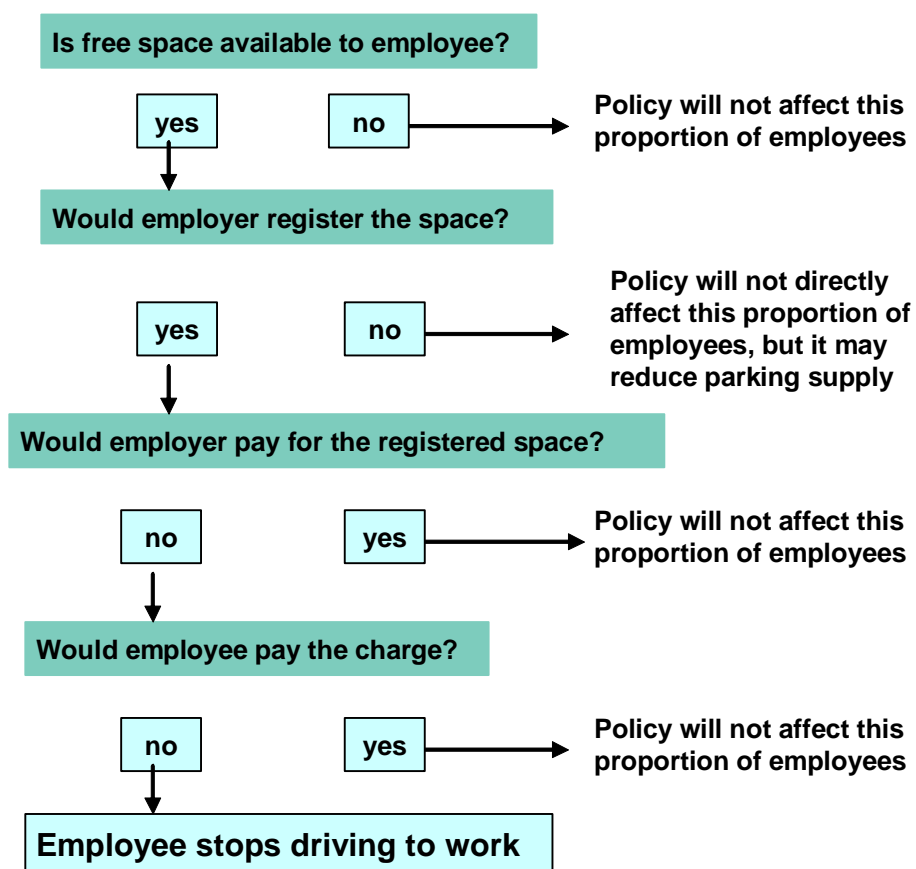 Is free space available to employee?
yes
no
Policy will not affect this
proportion of employees
Would employer register the space?
yes
no
Policy will not directly
affect this proportion of
employees, but it may
reduce parking supply
Would employer pay for the registered space?
no
yes
Policy will not affect this
proportion of employees
Would employee pay the charge?
no
yes
Policy will not affect this
proportion of employees
Employee stops driving to work